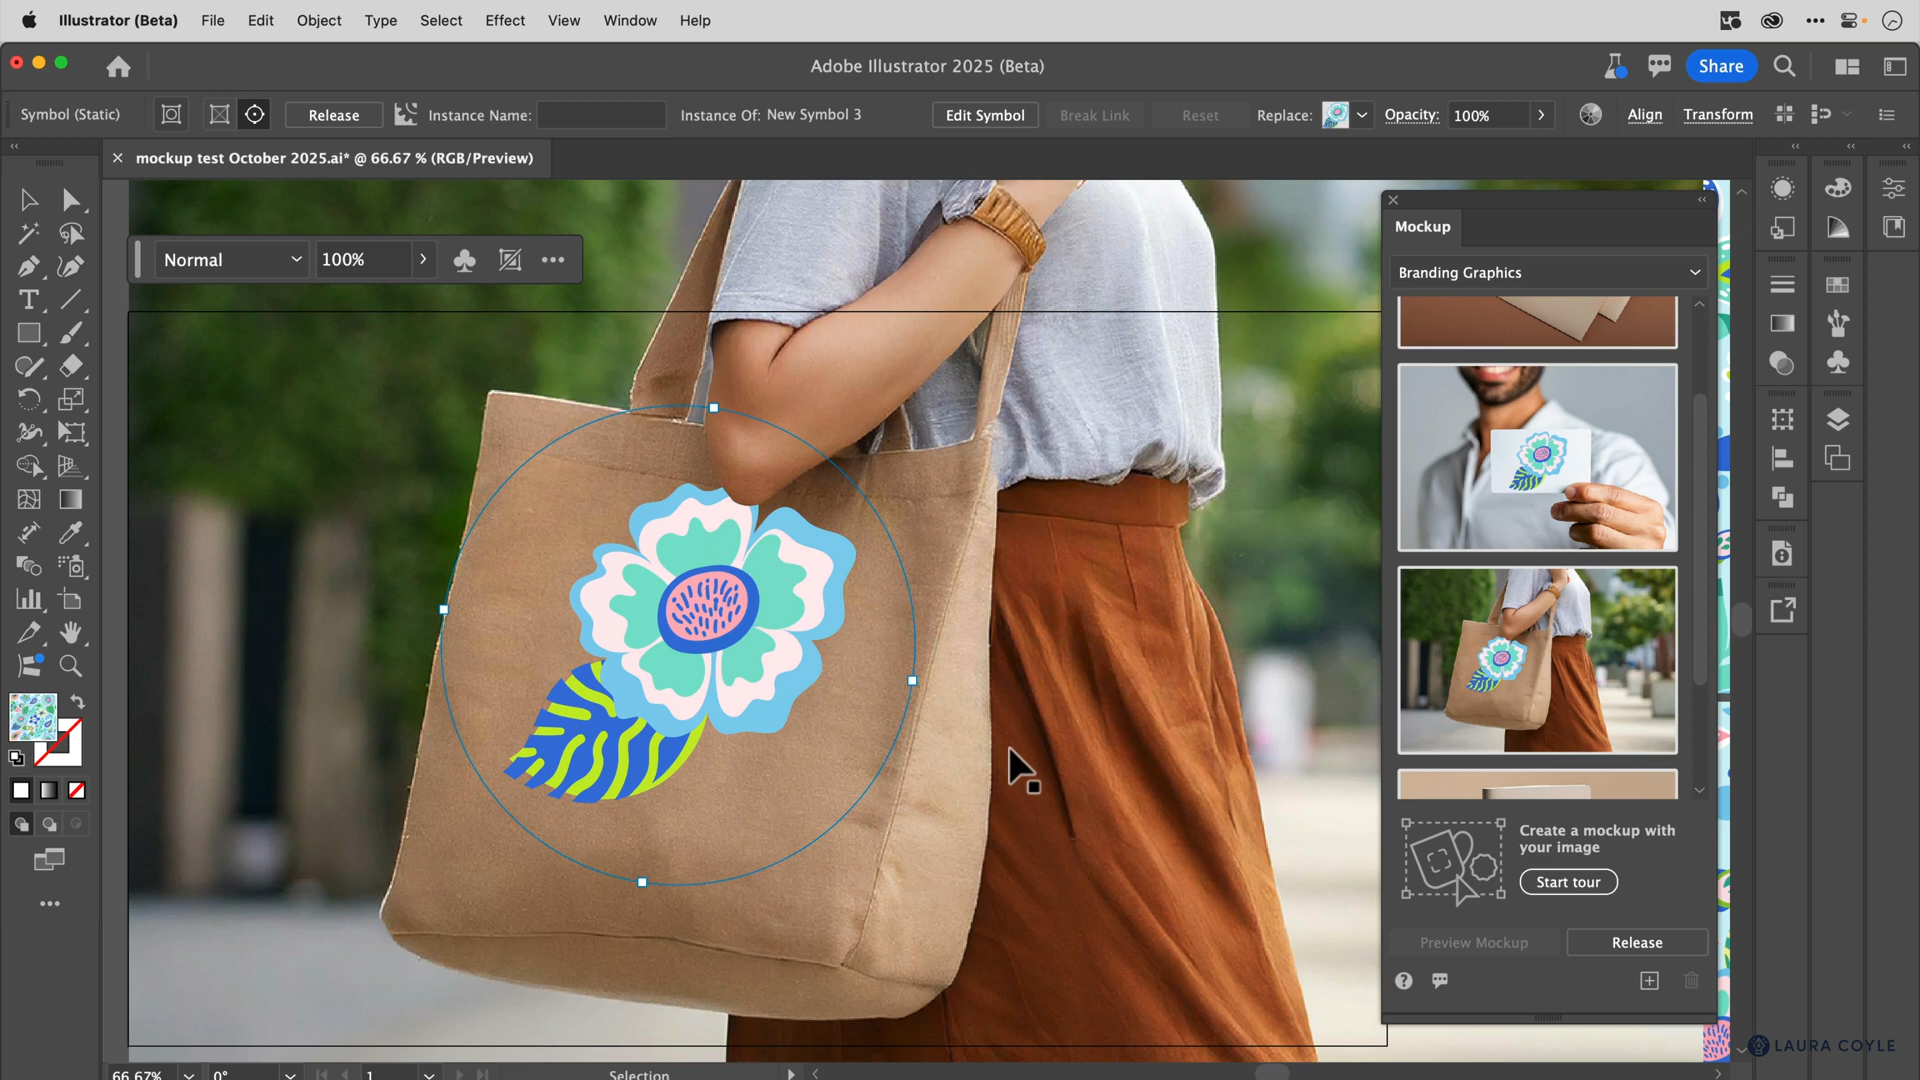 Illustrator (Beta) File Edit Object Type Select Effect View Window Help
Adobe Illustrator 2025 (Beta)
Share
Symbol (Static) Release Instance Name: Instance Of: New Symbol 3 Edit Symbol Break Link Reset Replace: Opacity: 100% Align Transform
mockup test October 2025.ai* @ 66.67 % (RGB/Preview)
Mockup
Normal 100%
Branding Graphics
Create a mockup with
your image
Start tour
Preview Mockup Release
LAURA COYLE
66.67% 0° 1 Selection